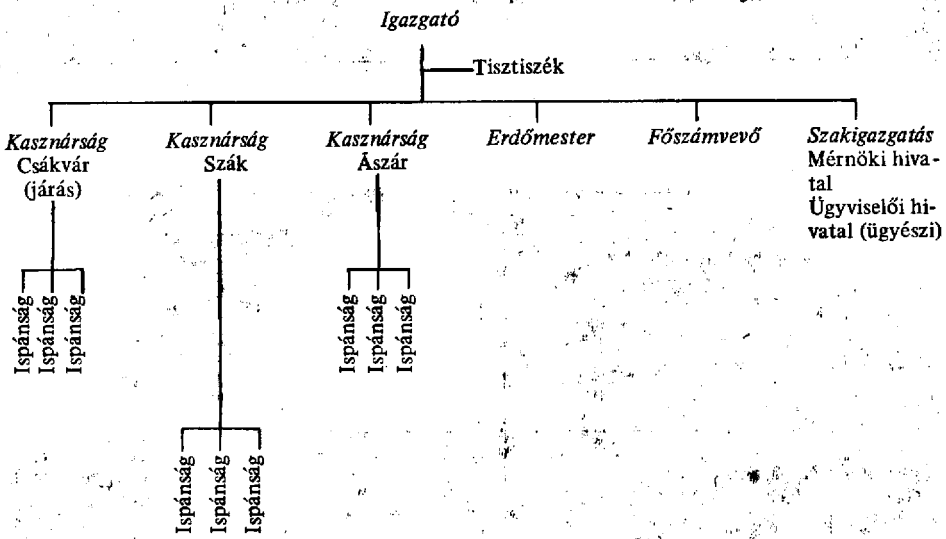 Igazgató
Tisztiszék
Kasznárság
Csákvár
(járás)
Kasznárság
Szák
Kasznárság
Ászár
Erdőmester
Főszámvevő
Szakigazgatás
Mérnöki hiva-
tal
Ügyviselői hi-
vatal (ügyészi)
Ispánság
Ispánság
Ispánság
Ispánság
Ispánság
Ispánság
Ispánság
Ispánság
Ispánság